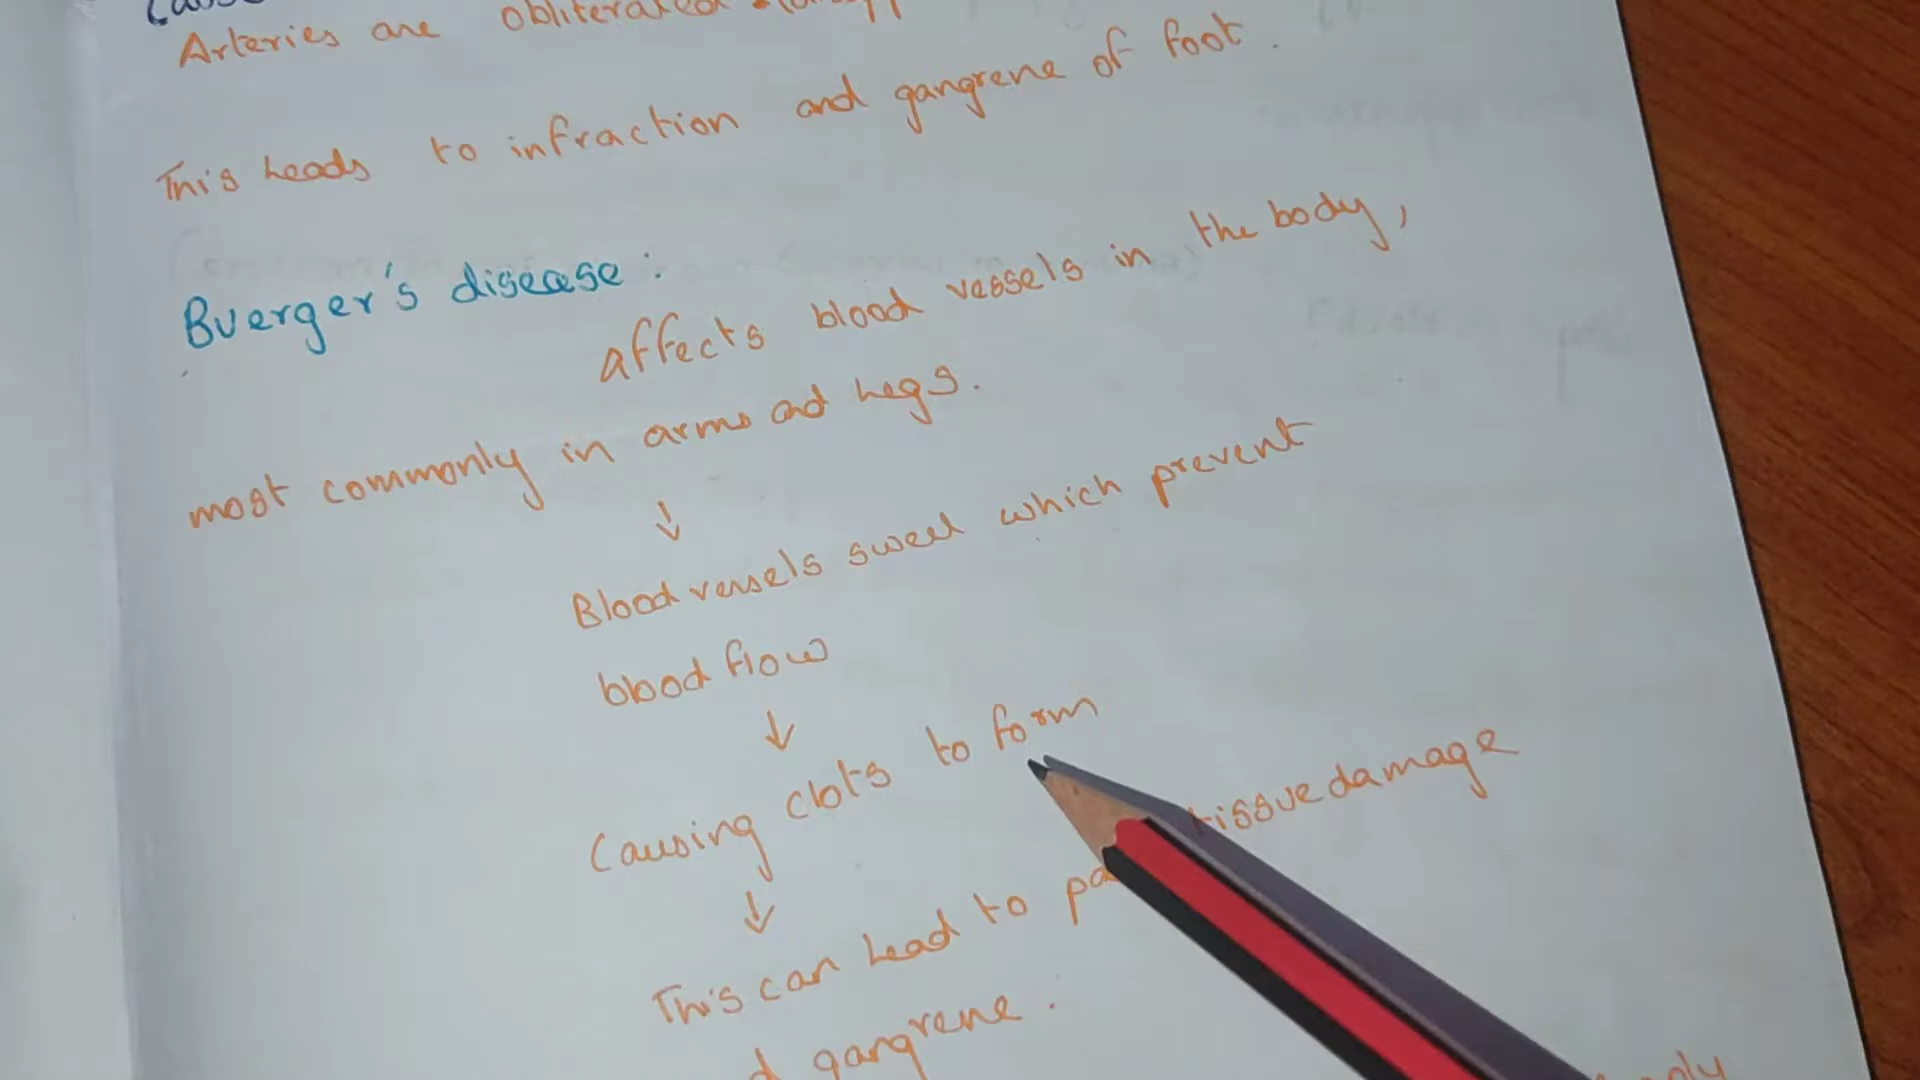 Arteries are obliterated
This leads to infraction and gangrene of foot.
Buerger's disease:
affects blood vessels in the body,
most commonly in arms and legs.
↓
Blood vessels swell which prevent
blood flow
↓
Causing clots to form
↓
This can lead to tissue damage
gangrene.